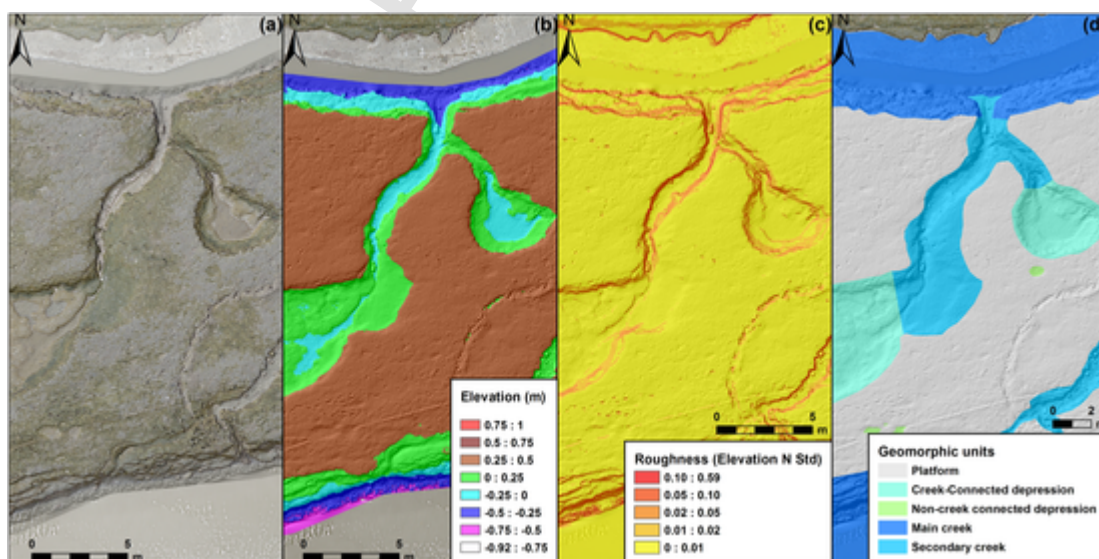 N
(a)
N
(b)
N
(c)
N
(d)
0 5
m
Elevation (m)
0.75 : 1
0.5 : 0.75
0.25 : 0.5
0 : 0.25
-0.25 : 0
-0.5 : -0.25
-0.75 : -0.5
-0.92 : -0.75
0 5
m
Roughness (Elevation N Std)
0.10 : 0.59
0.05 : 0.10
0.02 : 0.05
0.01 : 0.02
0 : 0.01
0 2
Geomorphic units
Platform
Creek-Connected depression
Non-creek connected depression
Main creek
Secondary creek
0 5
m